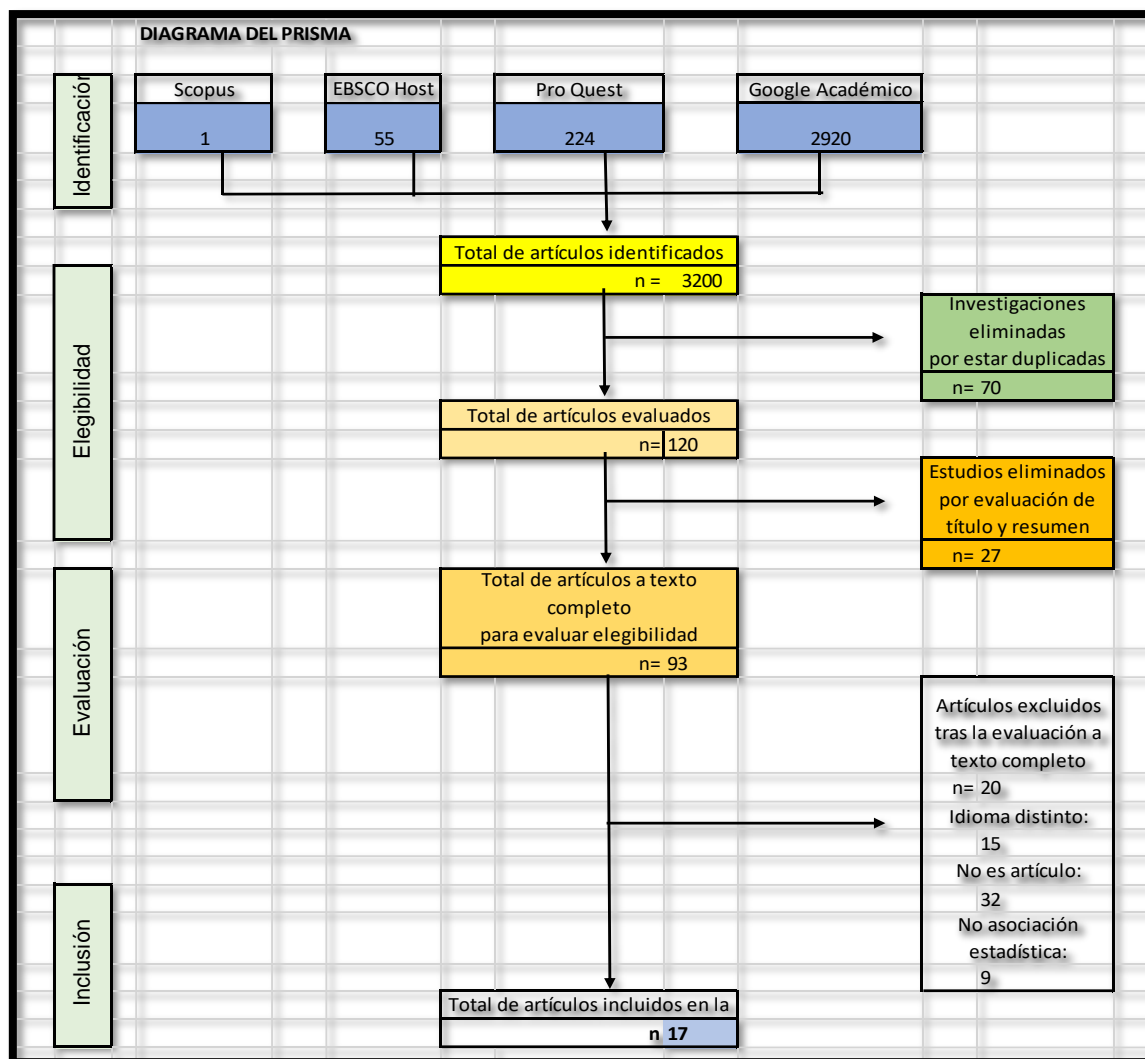 DIAGRAMA DEL PRISMA
Identificación
Scopus
1
EBSCO Host
55
Pro Quest
224
Google Académico
2920
Total de artículos identificados
n = 3200
Elegibilidad
Investigaciones
eliminadas
por estar duplicadas
n= 70
Total de artículos evaluados
n= 120
Estudios eliminados
por evaluación de
título y resumen
n= 27
Evaluación
Total de artículos a texto
completo
para evaluar elegibilidad
n= 93
Artículos excluidos
tras la evaluación a
texto completo
n= 20
Idioma distinto:
15
No es artículo:
32
No asociación
estadística:
9
Inclusión
Total de artículos incluidos en la
n 17